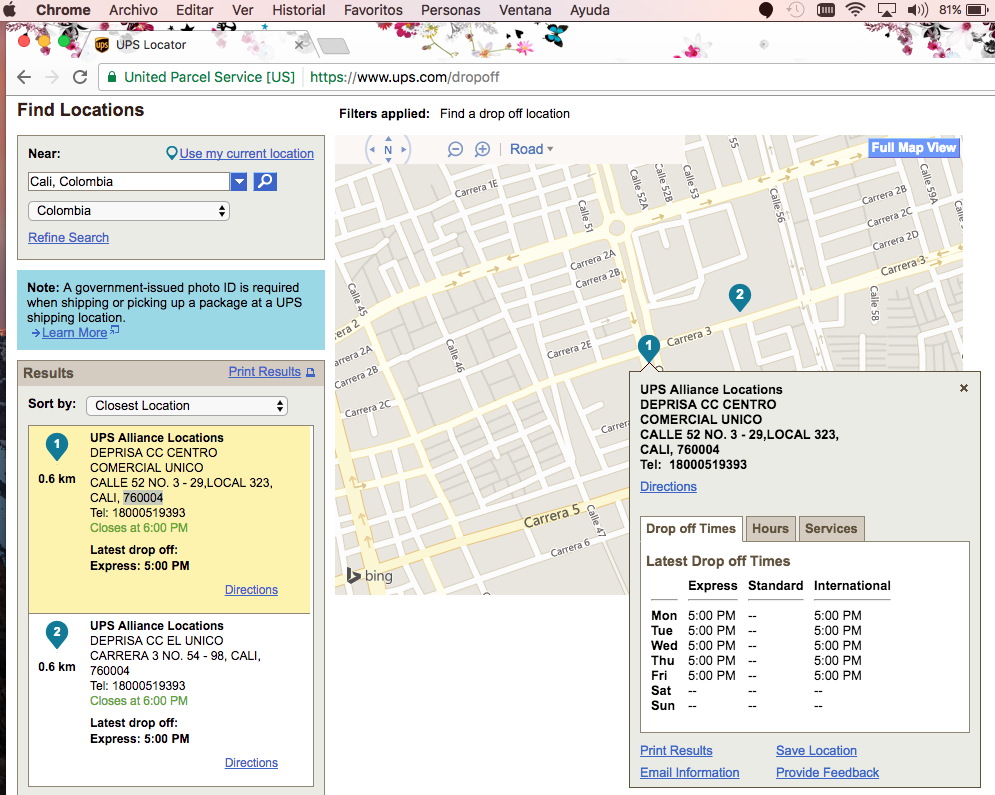 Chrome Archivo Editar Ver Historial Favoritos Personas Ventana Ayuda 81%
ups UPS Locator
United Parcel Service [US] https://www.ups.com/dropoff
Find Locations
Filters applied: Find a drop off location
Near: Use my current location
Cali, Colombia
Colombia
Refine Search
Note: A government-issued photo ID is required
when shipping or picking up a package at a UPS
shipping location.
Learn More
Results Print Results
Sort by: Closest Location
1
0.6 km
UPS Alliance Locations
DEPRISA CC CENTRO
COMERCIAL UNICO
CALLE 52 NO. 3 - 29,LOCAL 323,
CALI, 760004
Tel: 18000519393
Closes at 6:00 PM
Latest drop off:
Express: 5:00 PM
Directions
2
0.6 km
UPS Alliance Locations
DEPRISA CC EL UNICO
CARRERA 3 NO. 54 - 98, CALI,
760004
Tel: 18000519393
Closes at 6:00 PM
Latest drop off:
Express: 5:00 PM
Directions
N
Road
Full Map View
Carrera 1E
Calle 51
Calle 52A
Calle 52B
Calle 53
55
Calle 56
Calle 59A
Carrera 2B
Carrera 2C
Carrera 2D
Carrera 3
Calle 58
Carrera 2A
Carrera 2B
Calle 45
rrera 2
arrera 2A
Carrera 2B
Carrera 2C
Calle 46
Carrera 2E
Carrera 3
2
1
Carrera
Carrera 5
Calle 47
Carrera 6
bing
UPS Alliance Locations
DEPRISA CC CENTRO
COMERCIAL UNICO
CALLE 52 NO. 3 - 29,LOCAL 323,
CALI, 760004
Tel: 18000519393
Directions
Drop off Times Hours Services
Latest Drop off Times
Express Standard International
Mon 5:00 PM -- 5:00 PM
Tue 5:00 PM -- 5:00 PM
Wed 5:00 PM -- 5:00 PM
Thu 5:00 PM -- 5:00 PM
Fri 5:00 PM -- 5:00 PM
Sat -- -- --
Sun -- -- --
Print Results Save Location
Email Information Provide Feedback